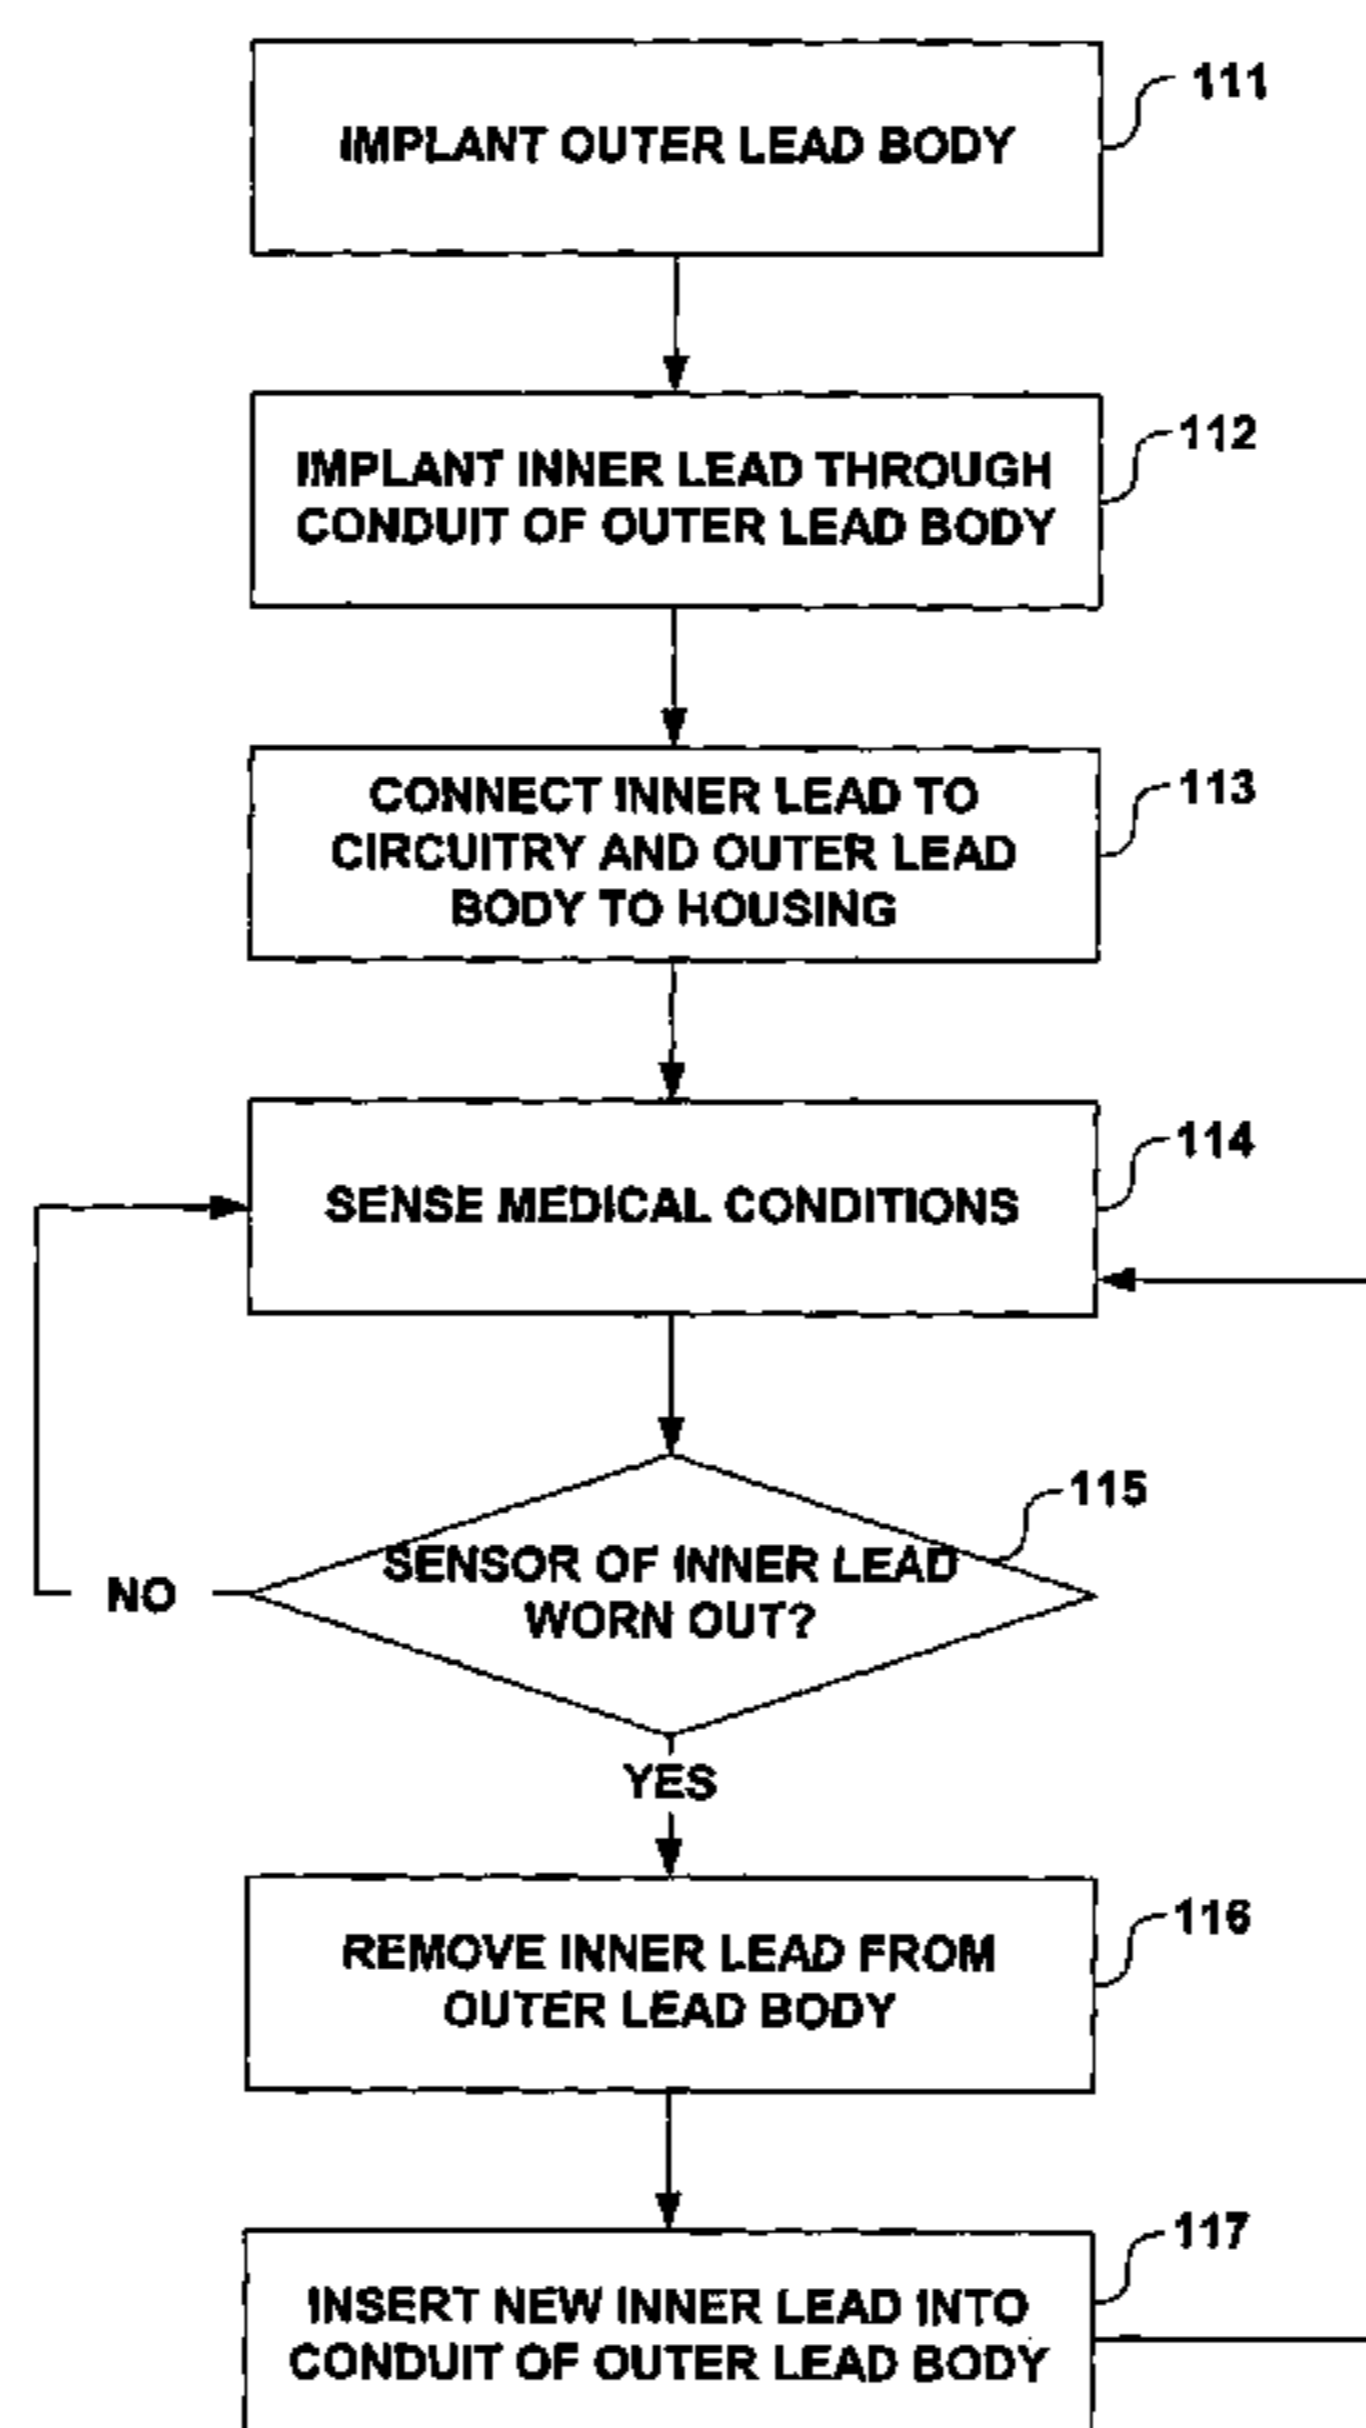 111
IMPLANT OUTER LEAD BODY
112
IMPLANT INNER LEAD THROUGH
CONDUIT OF OUTER LEAD BODY
113
CONNECT INNER LEAD TO
CIRCUITRY AND OUTER LEAD
BODY TO HOUSING
114
SENSE MEDICAL CONDITIONS
115
SENSOR OF INNER LEAD
WORN OUT?
NO
YES
116
REMOVE INNER LEAD FROM
OUTER LEAD BODY
117
INSERT NEW INNER LEAD INTO
CONDUIT OF OUTER LEAD BODY